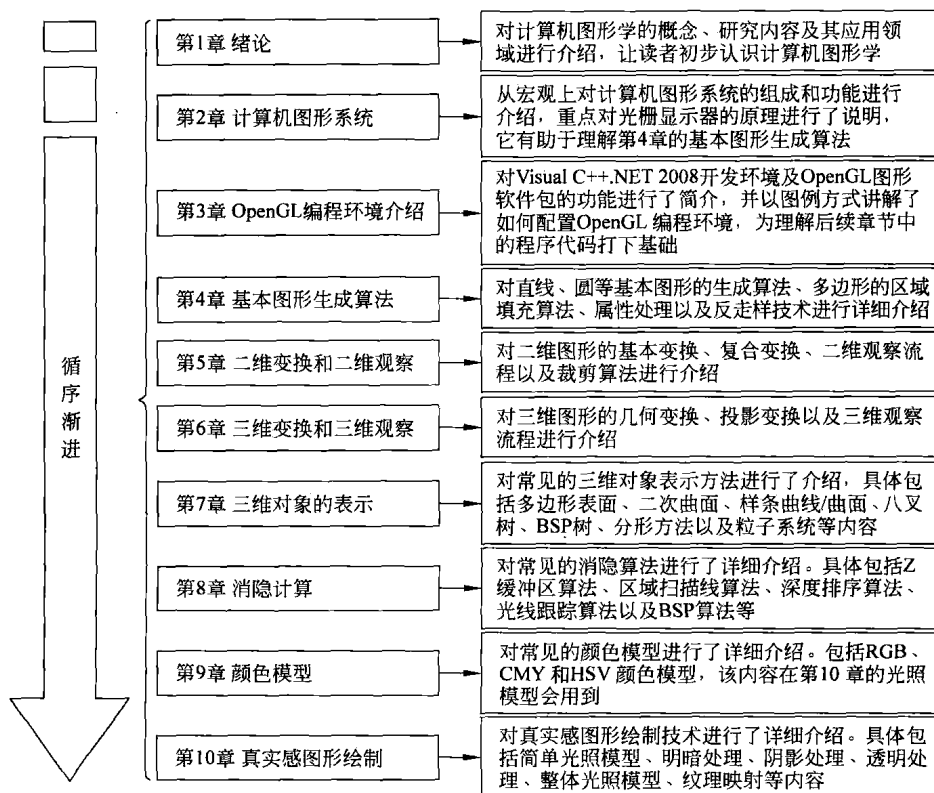 第1章 绪论
对计算机图形学的概念、研究内容及其应用领
域进行介绍，让读者初步认识计算机图形学
第2章 计算机图形系统
从宏观上对计算机图形系统的组成和功能进行
介绍，重点对光栅显示器的原理进行了说明，
它有助于理解第4章的基本图形生成算法
第3章 OpenGL编程环境介绍
对Visual C++.NET 2008开发环境及OpenGL图形
软件包的功能进行了简介，并以图例方式讲解了
如何配置OpenGL 编程环境，为理解后续章节中
的程序代码打下基础
第4章 基本图形生成算法
对直线、圆等基本图形的生成算法、多边形的区域
填充算法、属性处理以及反走样技术进行详细介绍
第5章 二维变换和二维观察
对二维图形的基本变换、复合变换、二维观察流
程以及裁剪算法进行介绍
第6章 三维变换和三维观察
对三维图形的几何变换、投影变换以及三维观察
流程进行介绍
第7章 三维对象的表示
对常见的三维对象表示方法进行了介绍，具体包
括多边形表面、二次曲面、样条曲线/曲面、八叉
树、BSP树、分形方法以及粒子系统等内容
第8章 消隐计算
对常见的消隐算法进行了详细介绍。具体包括Z
缓冲区算法、区域扫描线算法、深度排序算法、
光线跟踪算法以及BSP算法等
第9章 颜色模型
对常见的颜色模型进行了详细介绍。包括RGB、
CMY 和HSV 颜色模型，该内容在第10 章的光照
模型会用到
第10章 真实感图形绘制
对真实感图形绘制技术进行了详细介绍。具体包
括简单光照模型、明暗处理、阴影处理、透明处
理、整体光照模型、纹理映射等内容
循
序
渐
进